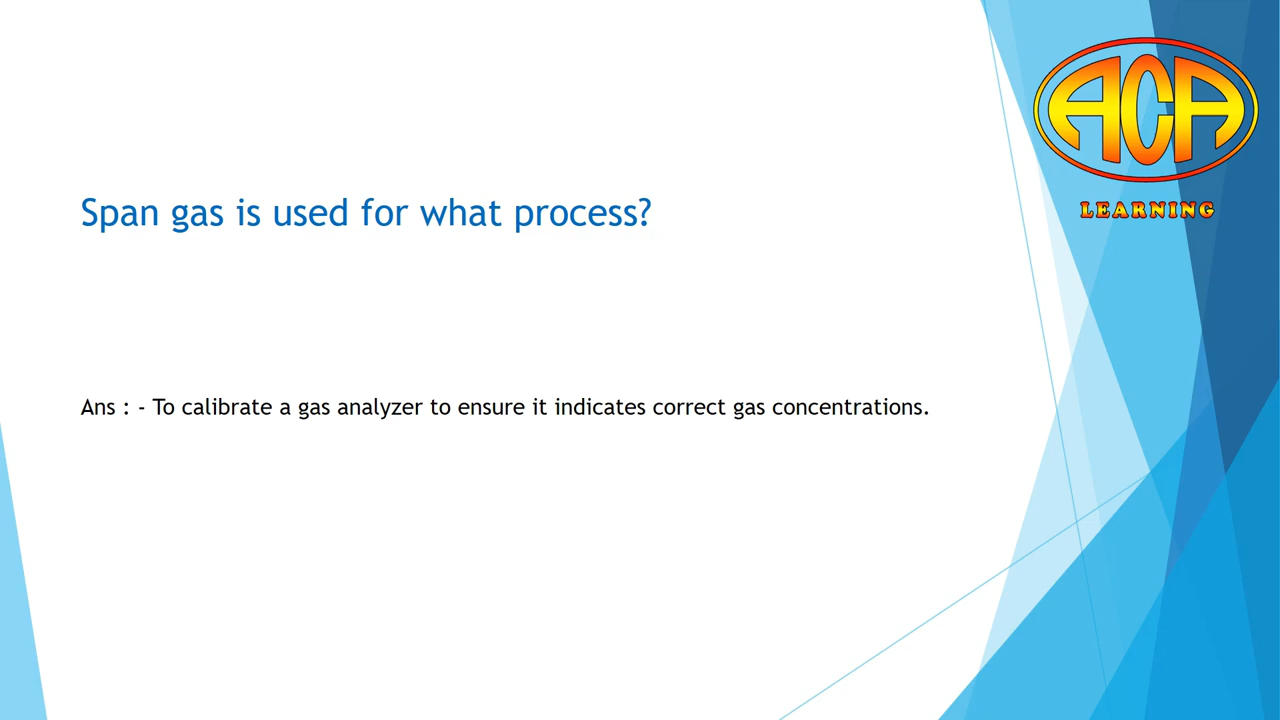 ACA
LEARNING
Span gas is used for what process?
Ans : - To calibrate a gas analyzer to ensure it indicates correct gas concentrations.